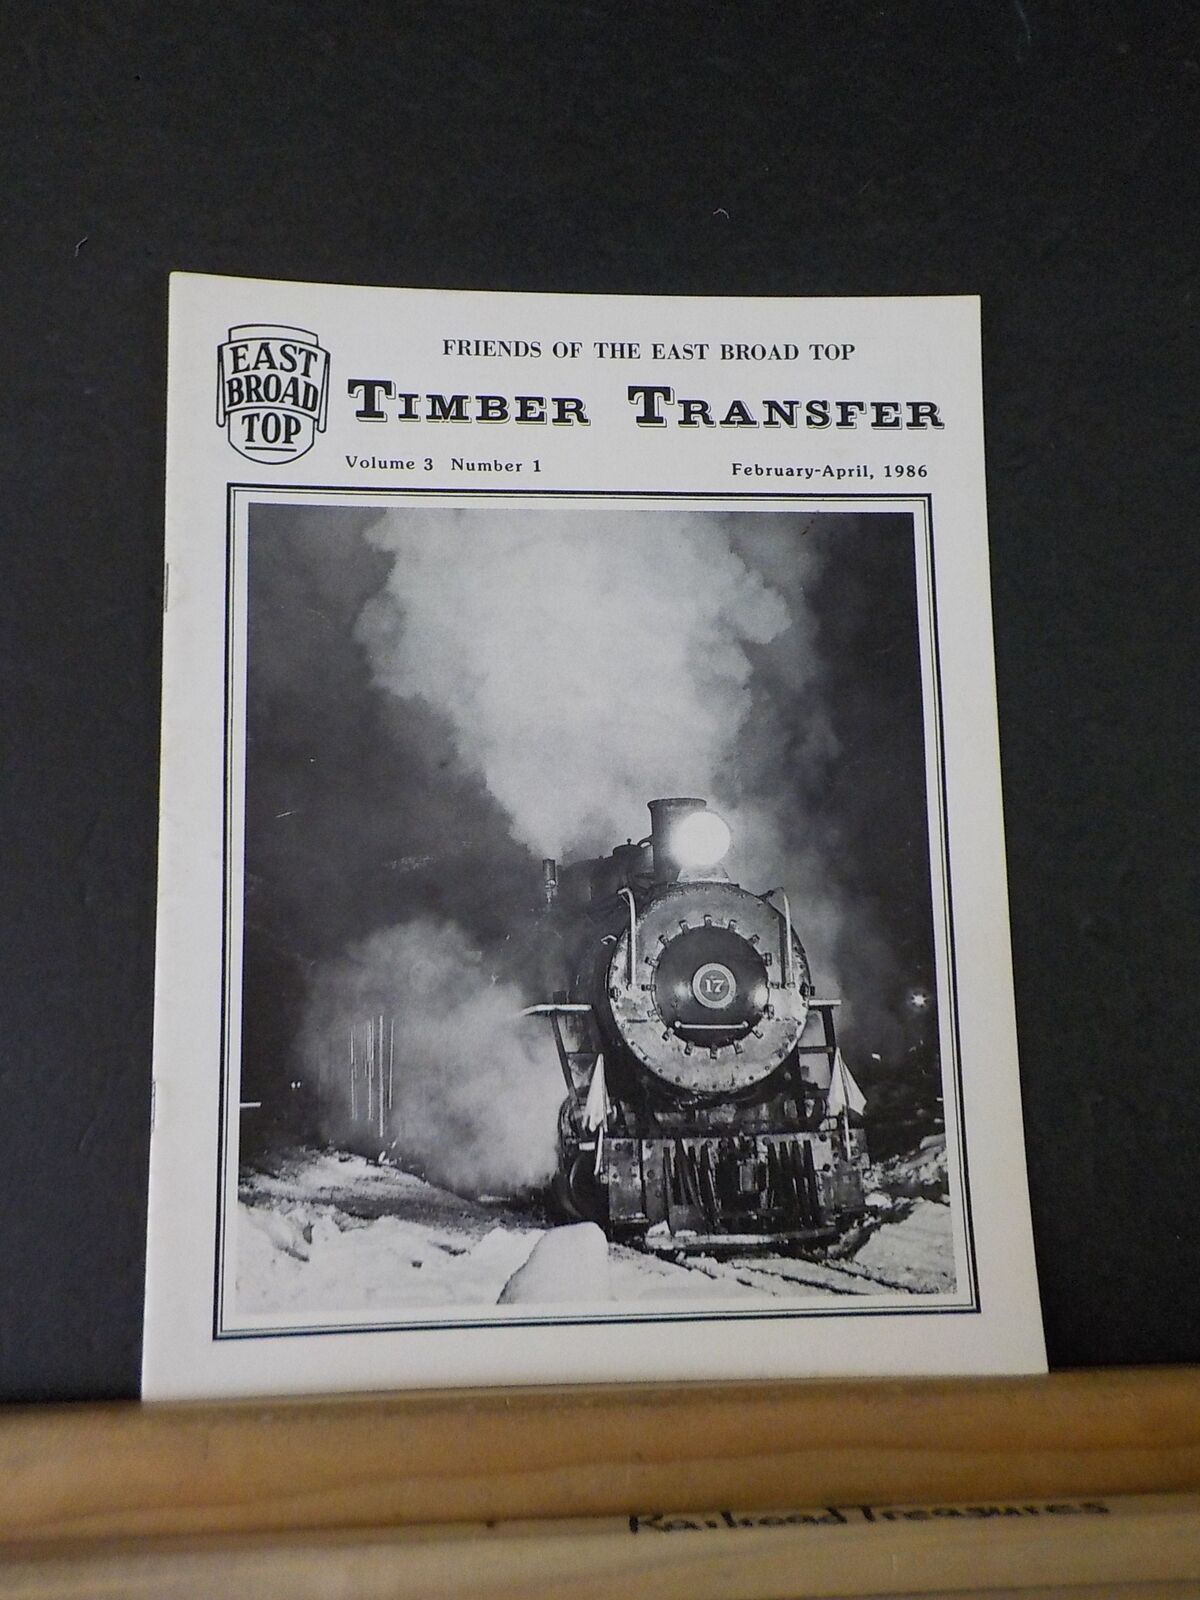 EAST
BROAD
TOP
FRIENDS OF THE EAST BROAD TOP
TIMBER TRANSFER
Volume 3 Number 1
February-April, 1986
17
Railroad Treasures